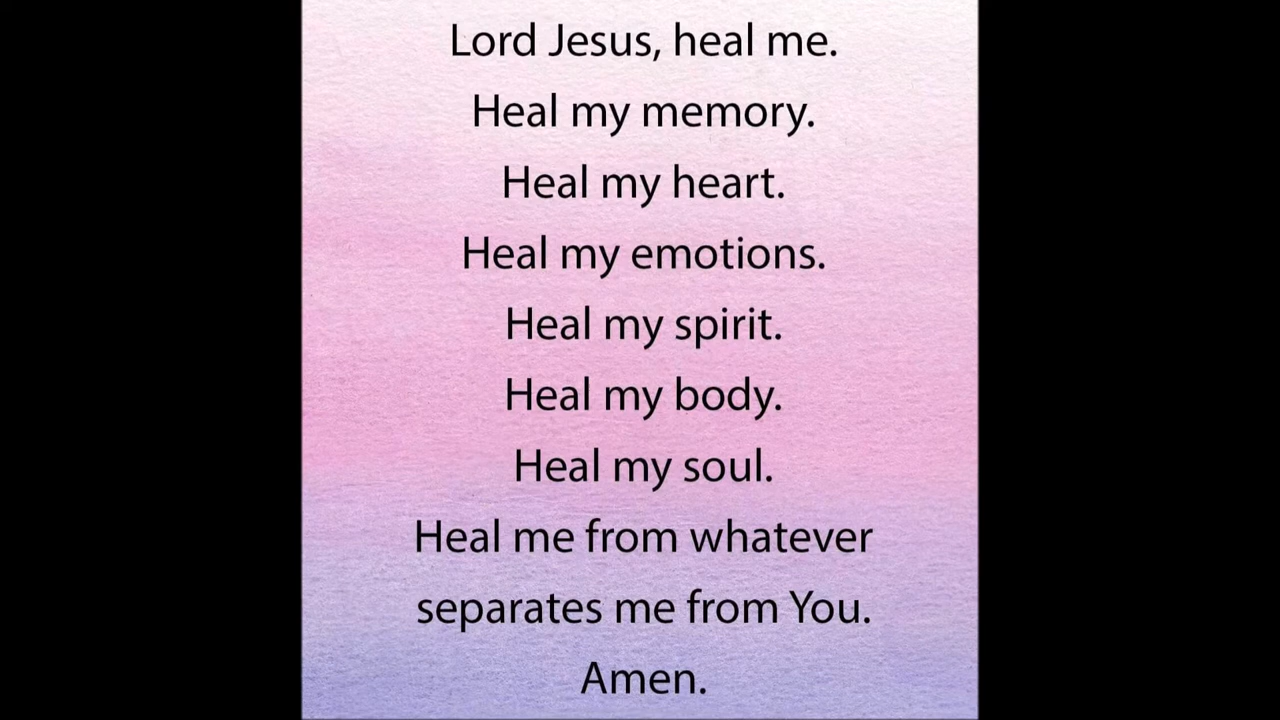 Lord Jesus, heal me.
Heal my memory.
Heal my heart.
Heal my emotions.
Heal my spirit.
Heal my body.
Heal my soul.
Heal me from whatever
separates me from You.
Amen.